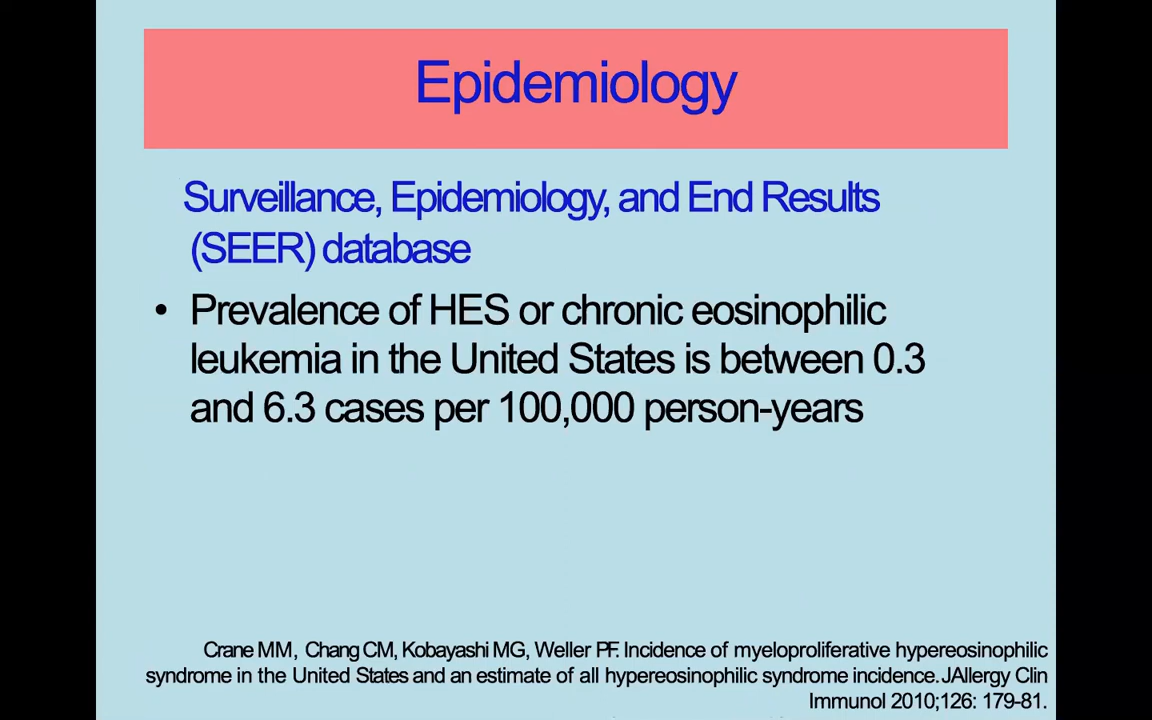 Epidemiology
Surveillance, Epidemiology, and End Results
(SEER) database
• Prevalence of HES or chronic eosinophilic
leukemia in the United States is between 0.3
and 6.3 cases per 100,000 person-years
Crane MM, Chang CM, Kobayashi MG, Weller PF. Incidence of myeloproliferative hypereosinophilic
syndrome in the United States and an estimate of all hypereosinophilic syndrome incidence. JAllergy Clin
Immunol 2010;126: 179-81.